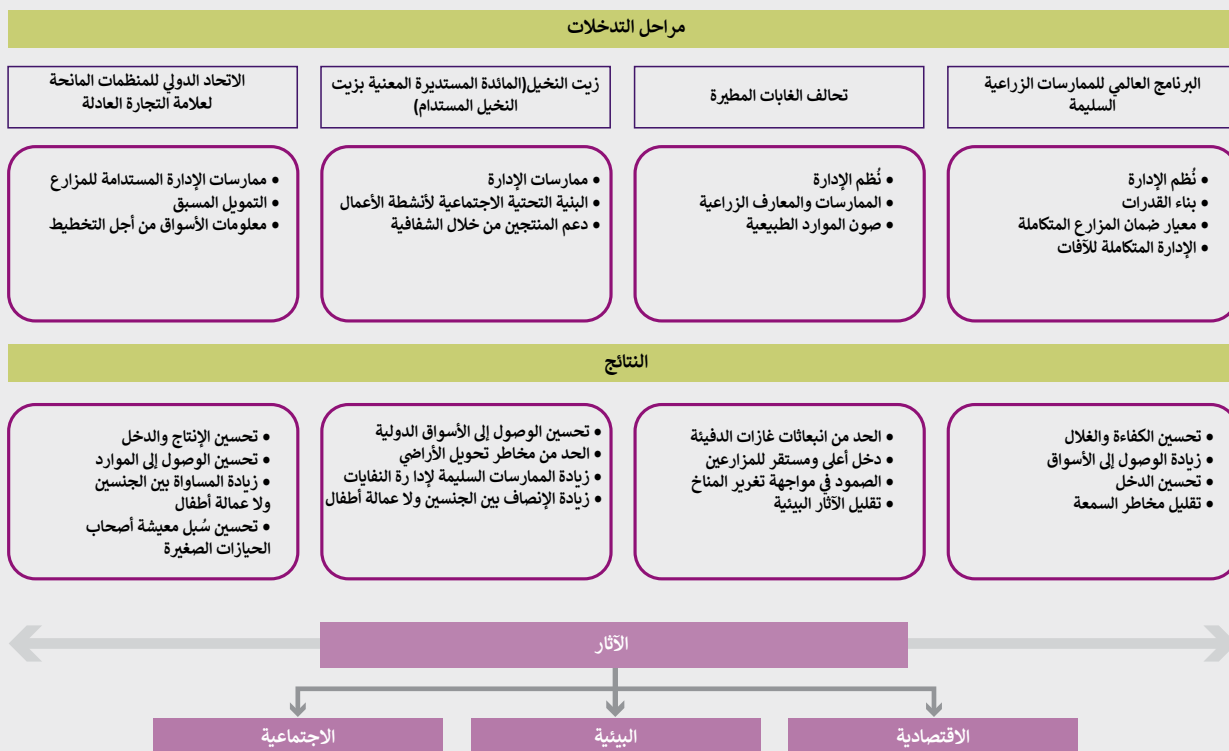 مراحل التدخلات
البرنامج العالمي للممارسات الزراعية
السليمة
تحالف الغابات المطيرة
زيت النخيل(المائدة المستديرة المعنية بزيت
النخيل المستدام)
الاتحاد الدولي للمنظمات المانحة
لعلامة التجارة العادلة
• نُظم الإدارة
• بناء القدرات
• معيار ضمان المزارع المتكاملة
• الإدارة المتكاملة للآفات
• نُظم الإدارة
• الممارسات والمعارف الزراعية
• صون الموارد الطبيعية
• ممارسات الإدارة
• البنية التحتية الاجتماعية لأنشطة الأعمال
• دعم المنتجين من خلال الشفافية
• ممارسات الإدارة المستدامة للمزارع
• التمويل المسبق
• معلومات الأسواق من أجل التخطيط
النتائج
• تحسين الكفاءة والغلال
• زيادة الوصول إلى الأسواق
• تحسين الدخل
• تقليل مخاطر السمعة
• الحد من انبعاثات غازات الدفيئة
• دخل أعلى ومستقر للمزارعين
• الصمود في مواجهة تغرير المناخ
• تقليل الآثار البيئية
• تحسين الوصول إلى الأسواق الدولية
• الحد من مخاطر تحويل الأراضي
• زيادة الممارسات السليمة لإدا رة النفايات
• زيادة الإنصاف بين الجنسين ولا عمالة أطفال
• تحسين الإنتاج والدخل
• تحسين الوصول إلى الموارد
• زيادة المساواة بين الجنسين
ولا عمالة أطفال
• تحسين سُبل معيشة أصحاب
الحيازات الصغيرة
الآثار
الاقتصادية
البيئية
الاجتماعية